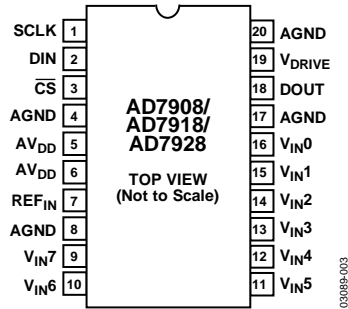 SCLK 1
DIN 2
CS 3
AGND 4
AVDD 5
AVDD 6
REFIN 7
AGND 8
VIN7 9
VIN6 10
AD7908/
AD7918/
AD7928
TOP VIEW
(Not to Scale)
20 AGND
19 VDRIVE
18 DOUT
17 AGND
16 VIN0
15 VIN1
14 VIN2
13 VIN3
12 VIN4
11 VIN5
03089-003